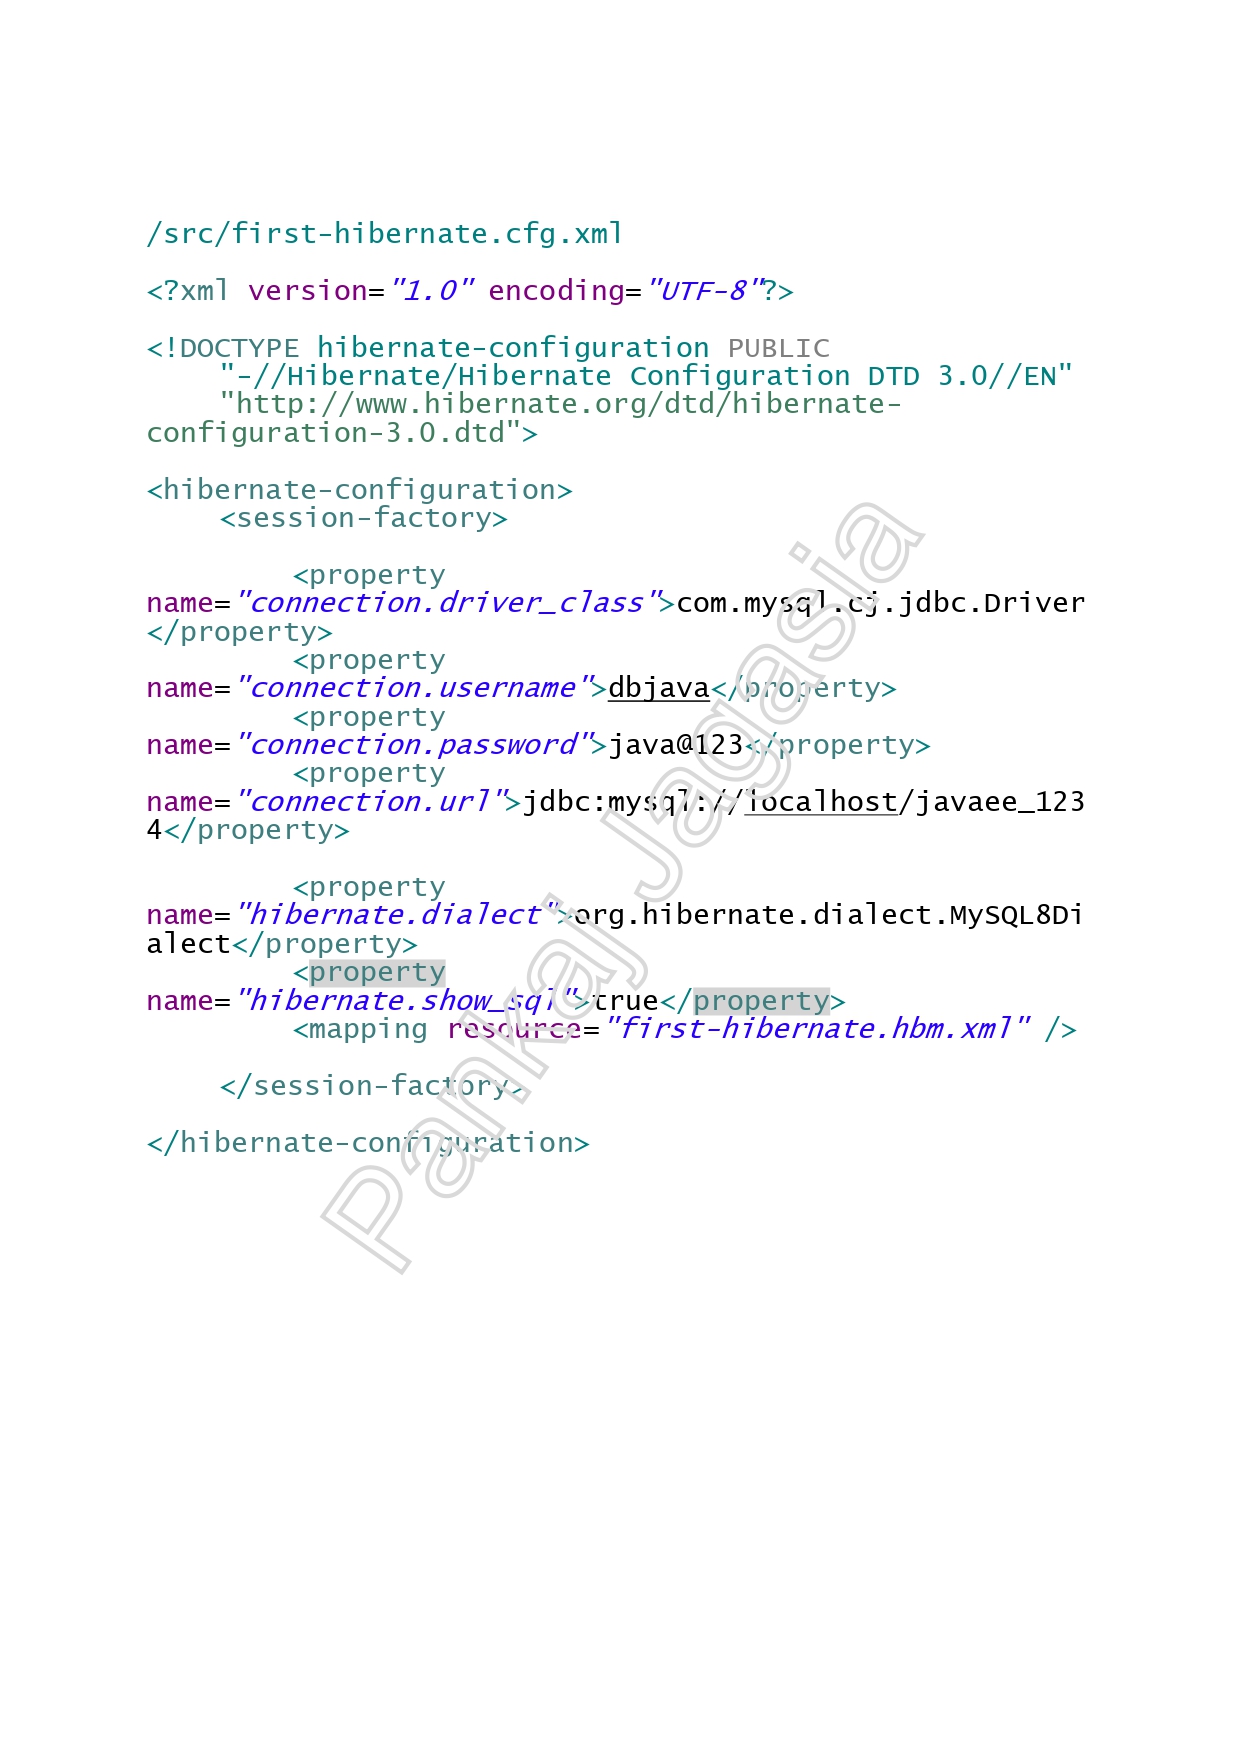 /src/first-hibernate.cfg.xml
<?xml version="1.0" encoding="UTF-8"?>
<!DOCTYPE hibernate-configuration PUBLIC
"-//Hibernate/Hibernate Configuration DTD 3.0//EN"
"http://www.hibernate.org/dtd/hibernate-
configuration-3.0.dtd">
<hibernate-configuration>
<session-factory>
<property
name="connection.driver_class">com.mysql.cj.jdbc.Driver
</property>
<property
name="connection.username">dbjava</property>
<property
name="connection.password">java@123</property>
<property
name="connection.url">jdbc:mysql://localhost/javaee_123
4</property>
<property
name="hibernate.dialect">org.hibernate.dialect.MySQL8Di
alect</property>
<property
name="hibernate.show_sql">true</property>
<mapping resource="first-hibernate.hbm.xml" />
</session-factory>
</hibernate-configuration>
Pankaj Jagasia